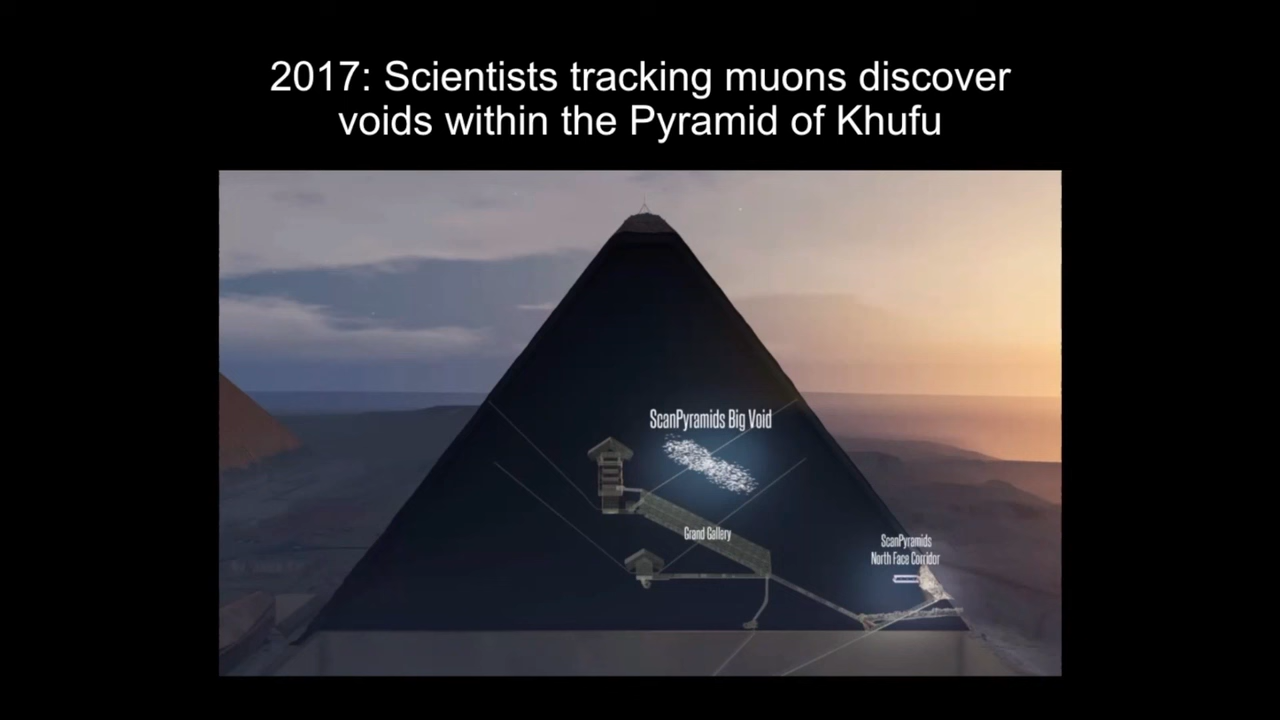 2017: Scientists tracking muons discover
voids within the Pyramid of Khufu
ScanPyramids Big Void
Grand Gallery
ScanPyramids
North Face Corridor